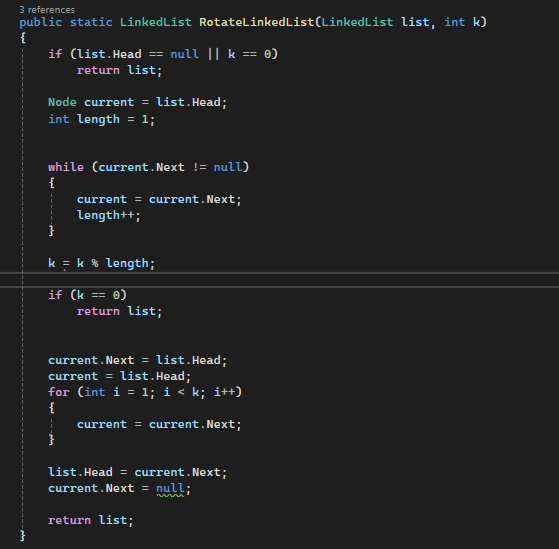 3 references
public static LinkedList RotateLinkedList(LinkedList list, int k)
{
    if (list.Head == null || k == 0)
        return list;

    Node current = list.Head;
    int length = 1;


    while (current.Next != null)
    {
        current = current.Next;
        length++;
    }

    k = k % length;

    if (k == 0)
        return list;


    current.Next = list.Head;
    current = list.Head;
    for (int i = 1; i < k; i++)
    {
        current = current.Next;
    }

    list.Head = current.Next;
    current.Next = null;

    return list;
}